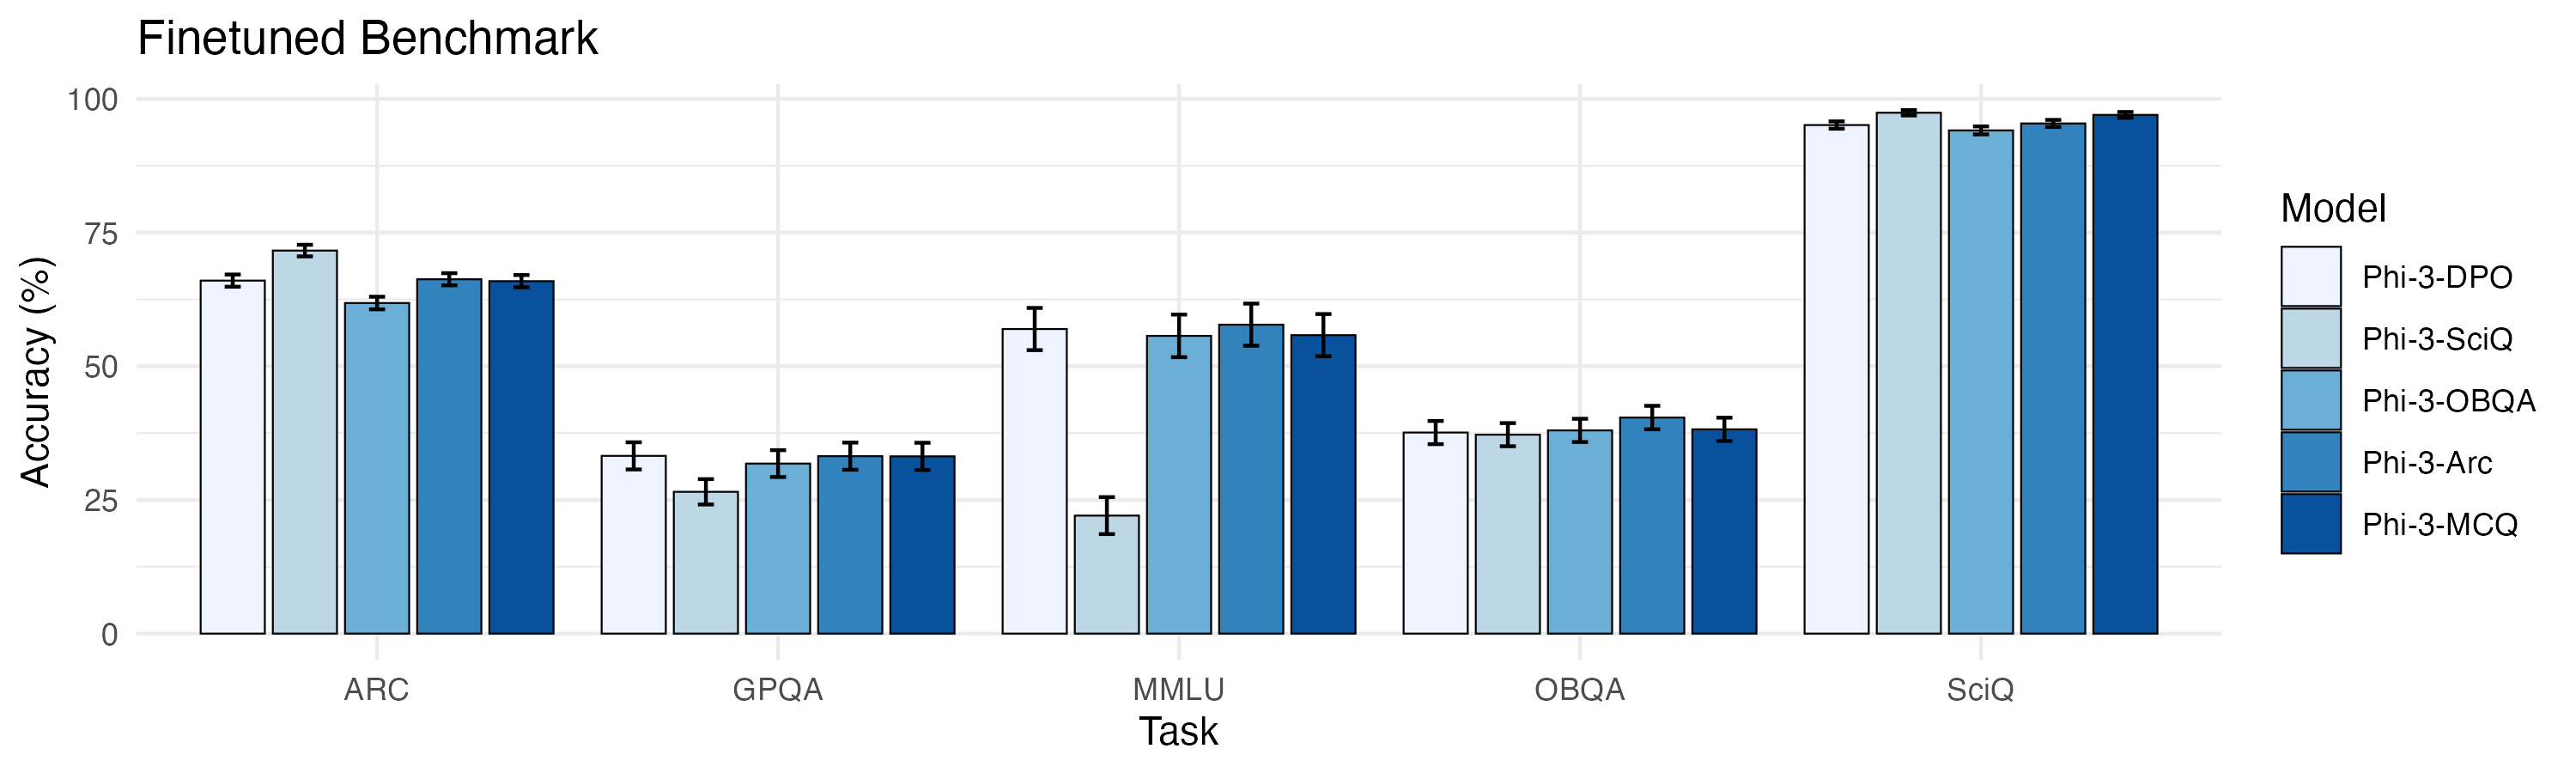 Finetuned Benchmark
Accuracy (%)
100
75
50
25
0
ARC
GPQA
MMLU
OBQA
SciQ
Task
Model
Phi-3-DPO
Phi-3-SciQ
Phi-3-OBQA
Phi-3-Arc
Phi-3-MCQ